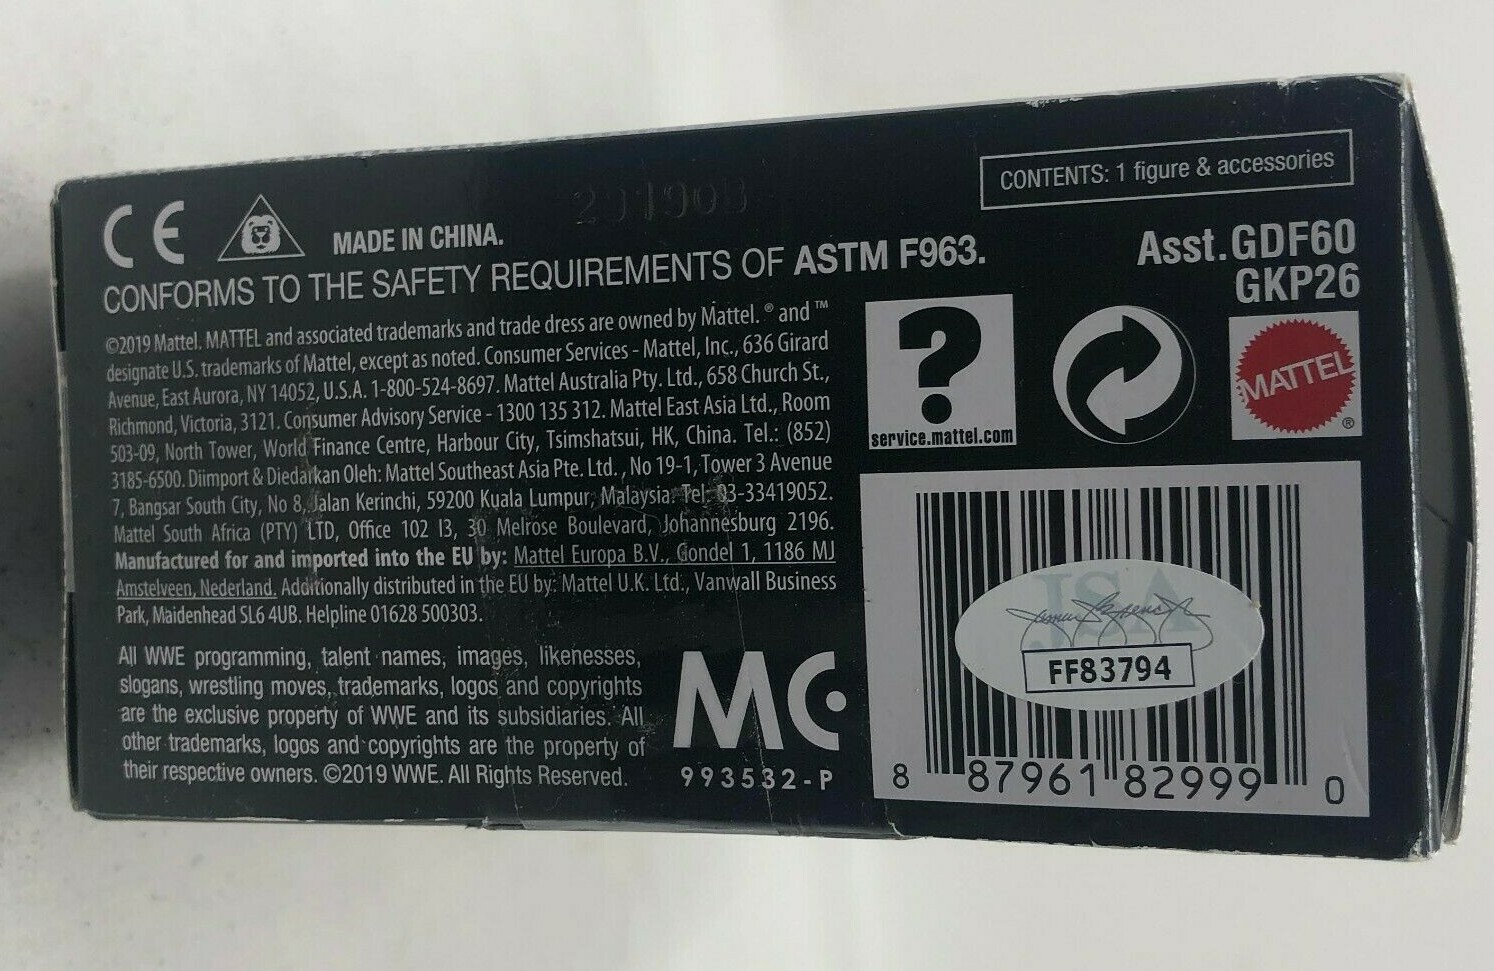 CE
MADE IN CHINA.
CONTENTS: 1 figure & accessories
CONFORMS TO THE SAFETY REQUIREMENTS OF ASTM F963.
Asst.GDF60
GKP26
©2019 Mattel. MATTEL and associated trademarks and trade dress are owned by Mattel. ® and ™
designate U.S. trademarks of Mattel, except as noted. Consumer Services - Mattel, Inc., 636 Girard
Avenue, East Aurora, NY 14052, U.S.A. 1-800-524-8697. Mattel Australia Pty. Ltd., 658 Church St.,
Richmond, Victoria, 3121. Consumer Advisory Service - 1300 135 312. Mattel East Asia Ltd., Room
503-09, North Tower, World Finance Centre, Harbour City, Tsimshatsui, HK, China. Tel.: (852)
3185-6500. Diimport & Diedarkan Oleh: Mattel Southeast Asia Pte. Ltd. , No 19-1, Tower 3 Avenue
7, Bangsar South City, No 8, Jalan Kerinchi, 59200 Kuala Lumpur, Malaysia. Tel: 03-33419052.
Mattel South Africa (PTY) LTD, Office 102 I3, 30 Melrose Boulevard, Johannesburg 2196.
Manufactured for and imported into the EU by: Mattel Europa B.V., Gondel 1, 1186 MJ
Amstelveen, Nederland. Additionally distributed in the EU by: Mattel U.K. Ltd., Vanwall Business
Park, Maidenhead SL6 4UB. Helpline 01628 500303.
?
service.mattel.com
MATTEL
®
All WWE programming, talent names, images, likenesses,
slogans, wrestling moves, trademarks, logos and copyrights
are the exclusive property of WWE and its subsidiaries. All
other trademarks, logos and copyrights are the property of
their respective owners. ©2019 WWE. All Rights Reserved.
MC
993532-P
JSA
FF83794
8 87961 82999 0